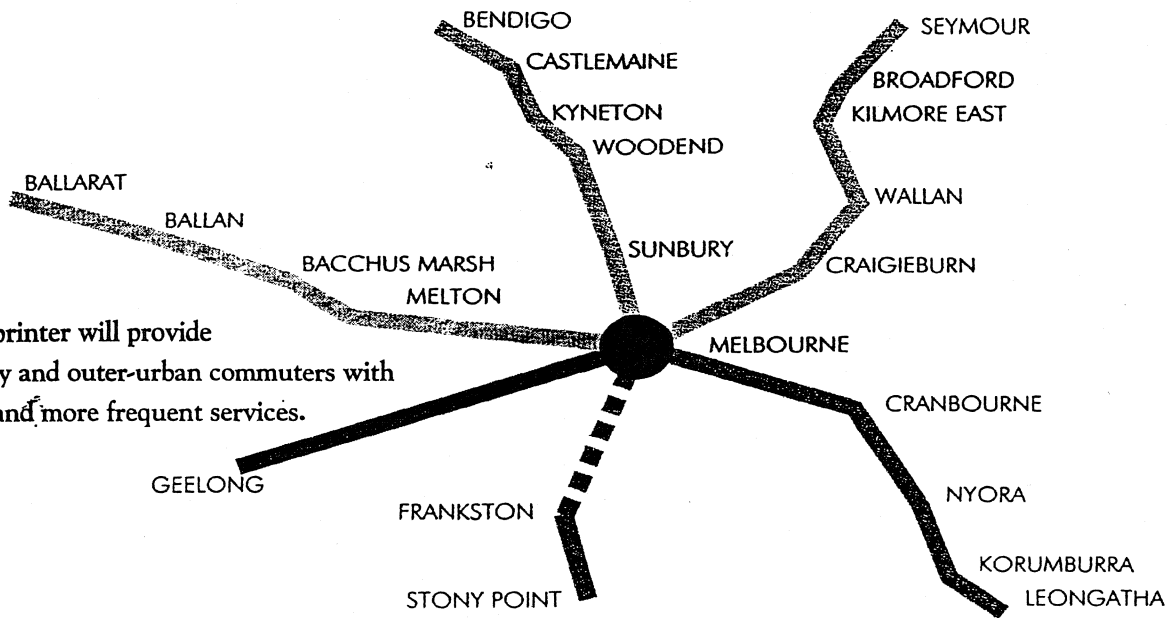 BENDIGO
SEYMOUR
CASTLEMAINE
BROADFORD
KYNETON
KILMORE EAST
WOODEND
BALLARAT
WALLAN
BALLAN
SUNBURY
BACCHUS MARSH
CRAIGIEBURN
MELTON
printer will provide
MELBOURNE
y and outer-urban commuters with
CRANBOURNE
and more frequent services.
GEELONG
NYORA
FRANKSTON
KORUMBURRA
STONY POINT
LEONGATHA